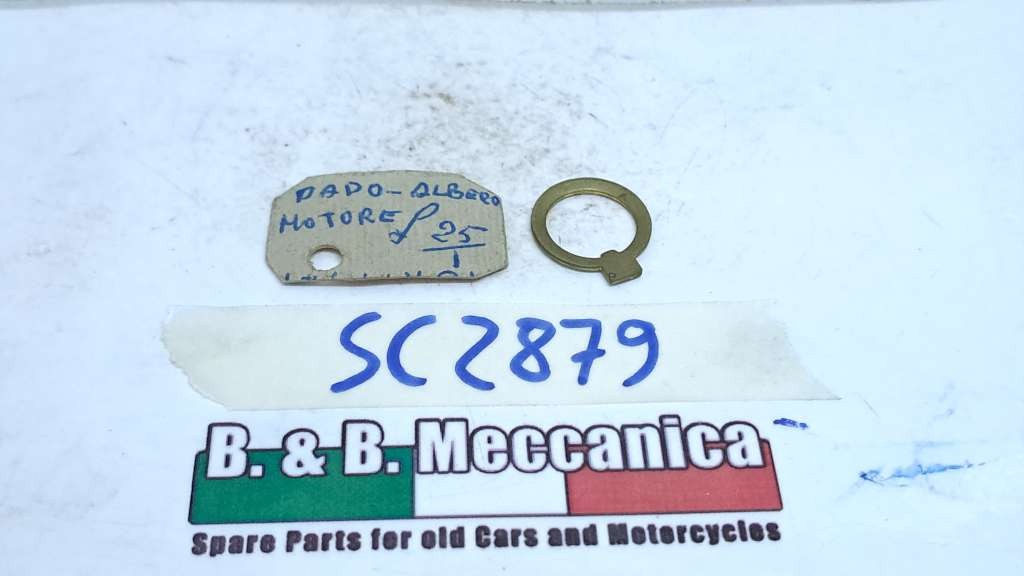 DADO-ALBERO
MOTORE
25
1
SC2879
B. & B. Meccanica
Spare Parts for old Cars and Motorcycles